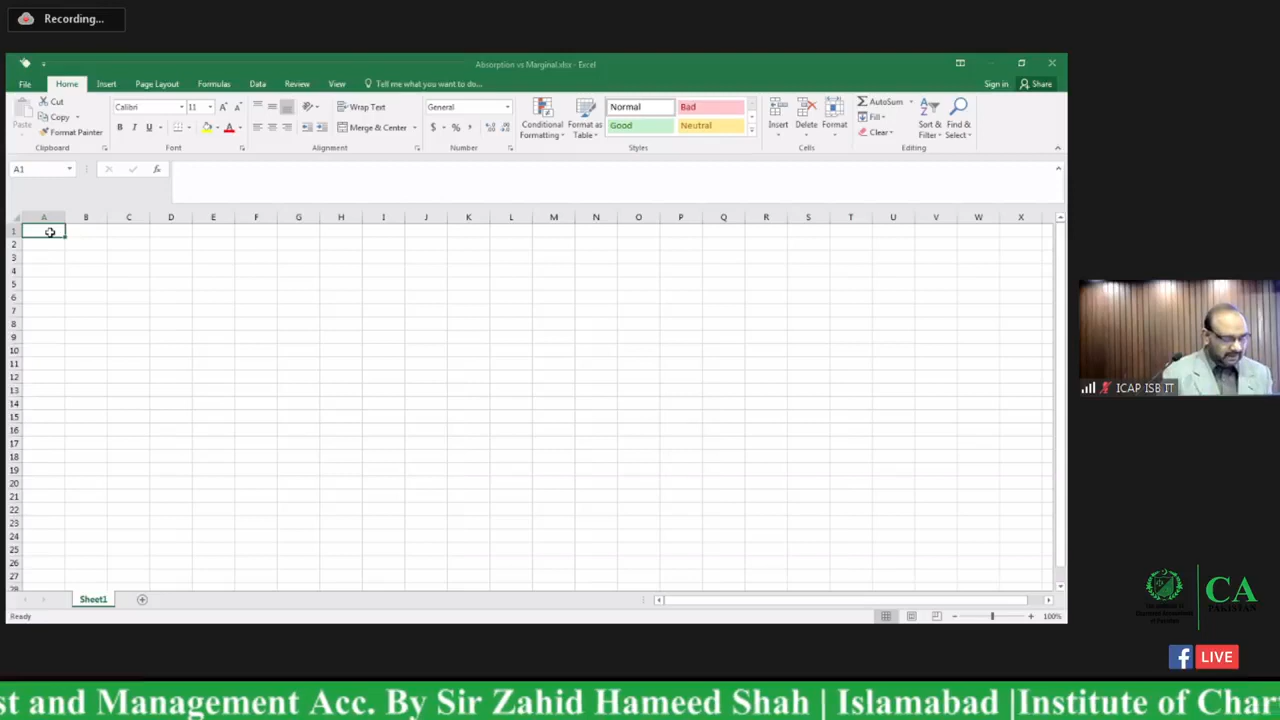 Recording...
Absorption vs Marginal.xlsx - Excel
File Home Insert Page Layout Formulas Data Review View Tell me what you want to do... Sign in Share
Cut
Copy
Format Painter
Paste
Clipboard
Calibri 11
B I U
Font
Wrap Text
Merge & Center
Alignment
General
$ % ,
Number
Conditional Formatting
Format as Table
Normal Bad
Good Neutral
Styles
Insert Delete Format
Cells
AutoSum
Fill
Clear
Sort & Filter
Find & Select
Editing
A1 fx
A B C D E F G H I J K L M N O P Q R S T U V W X
1
2
3
4
5
6
7
8
9
10
11
12
13
14
15
16
17
18
19
20
21
22
23
24
25
26
27
28
Sheet1
Ready 100%
ICAP ISB IT
CA
PAKISTAN
f LIVE
st and Management Acc. By Sir Zahid Hameed Shah | Islamabad |Institute of Char